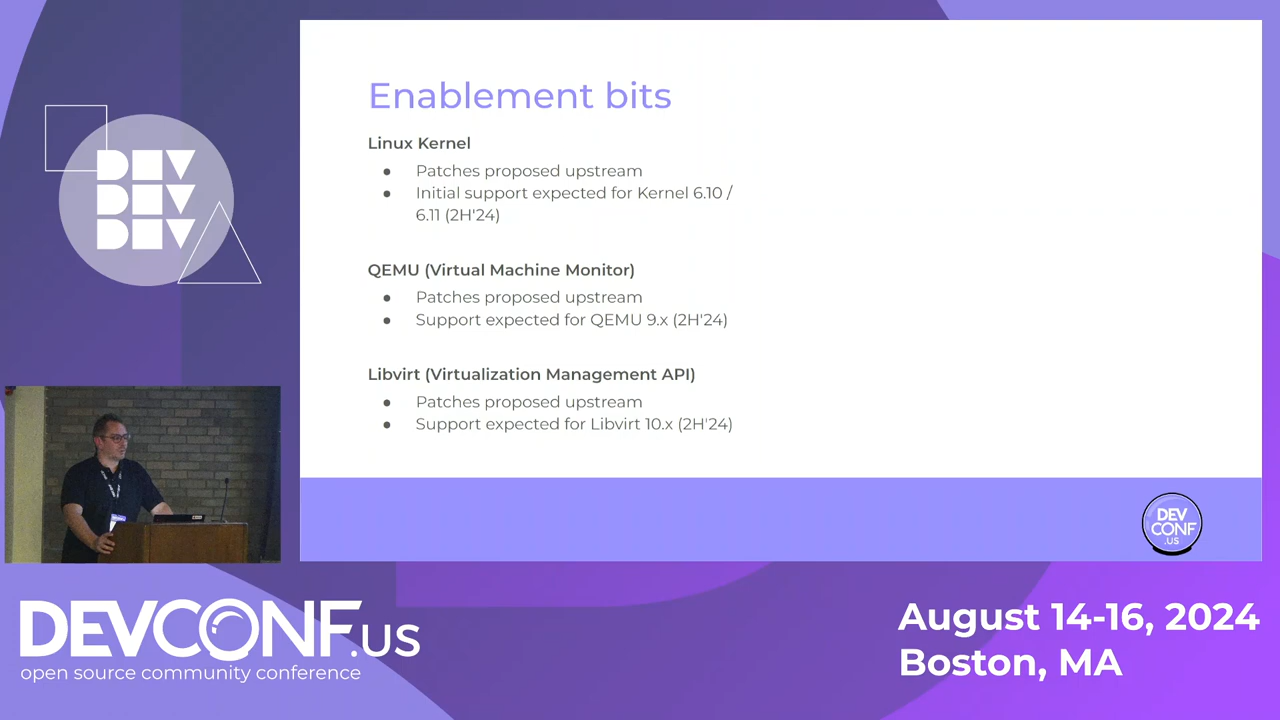 DEV
DEV
DEV
Enablement bits
Linux Kernel
● Patches proposed upstream
● Initial support expected for Kernel 6.10 /
6.11 (2H'24)
QEMU (Virtual Machine Monitor)
● Patches proposed upstream
● Support expected for QEMU 9.x (2H'24)
Libvirt (Virtualization Management API)
● Patches proposed upstream
● Support expected for Libvirt 10.x (2H'24)
DEV
CONF
.US
DEVCONF.US
open source community conference
August 14-16, 2024
Boston, MA